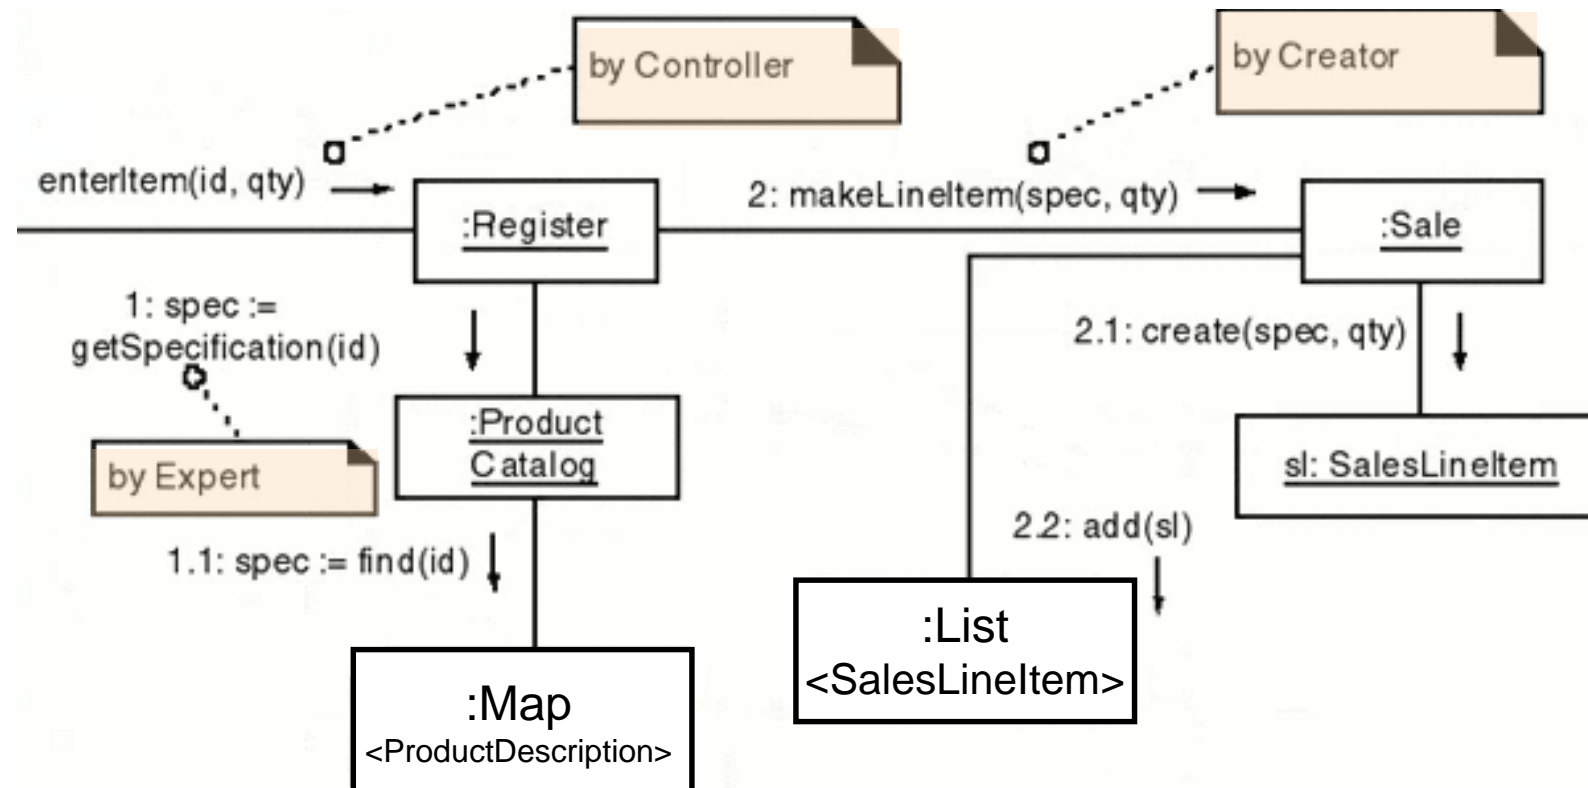 by Controller
by Creator
enterItem(id, qty)
2: makeLineItem(spec, qty)
:Register
:Sale
1: spec :=
getSpecification(id)
2.1: create(spec, qty)
:Product
Catalog
by Expert
sl: SalesLineItem
1.1: spec := find(id)
2.2: add(sl)
:List
<SalesLineItem>
:Map
<ProductDescription>